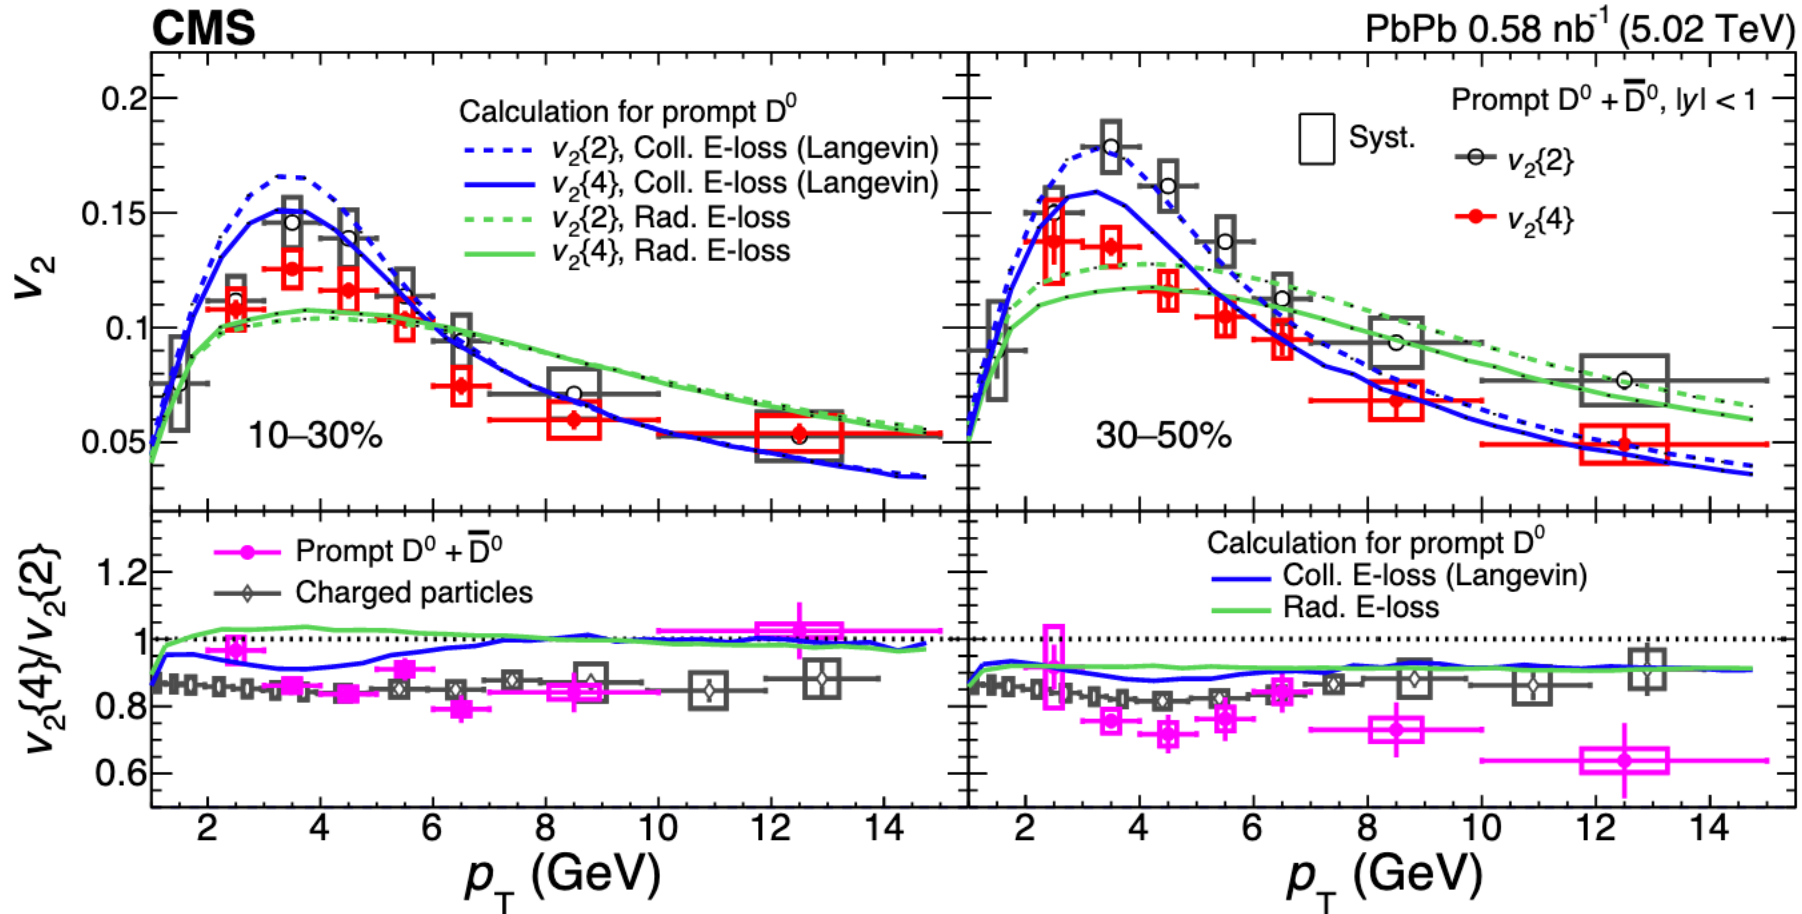 CMS
PbPb 0.58 nb⁻¹ (5.02 TeV)
v₂
0.2
0.15
0.1
0.05
Calculation for prompt D⁰
v₂{2}, Coll. E-loss (Langevin)
v₂{4}, Coll. E-loss (Langevin)
v₂{2}, Rad. E-loss
v₂{4}, Rad. E-loss
10–30%
Syst.
Prompt D⁰ + D̅⁰, |y| < 1
v₂{2}
v₂{4}
30–50%
v₂{4}/v₂{2}
1.2
1
0.8
0.6
Prompt D⁰ + D̅⁰
Charged particles
Calculation for prompt D⁰
Coll. E-loss (Langevin)
Rad. E-loss
2 4 6 8 10 12 14
2 4 6 8 10 12 14
p_T (GeV)
p_T (GeV)